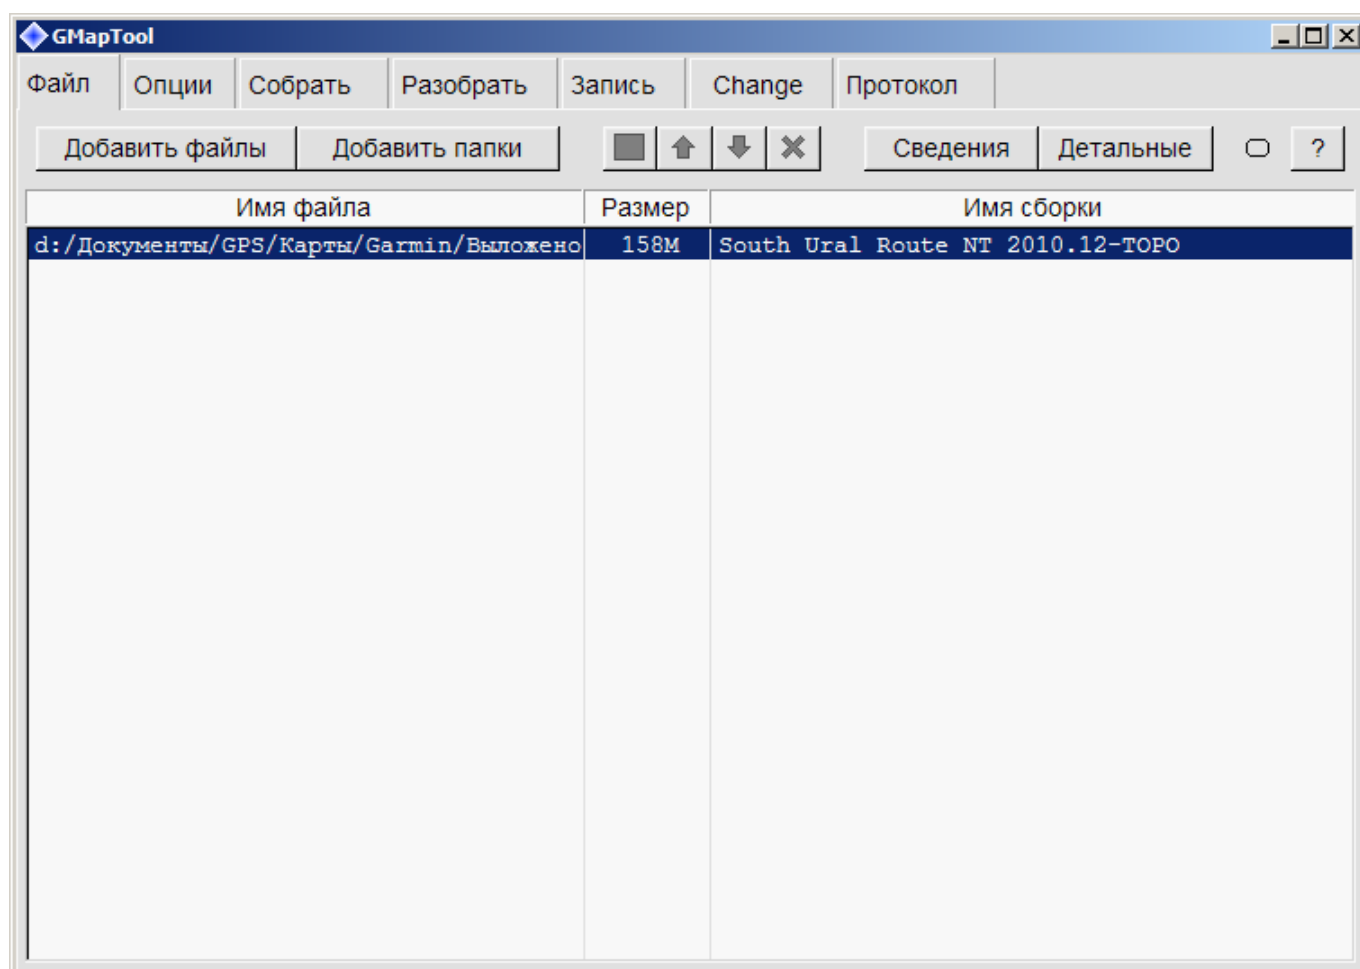 GMapTool
Файл Опции Собрать Разобрать Запись Change Протокол
Добавить файлы Добавить папки Сведения Детальные ?
Имя файла Размер Имя сборки
d:/Документы/GPS/Карты/Garmin/Выложено 158M South Ural Route NT 2010.12-TOPO